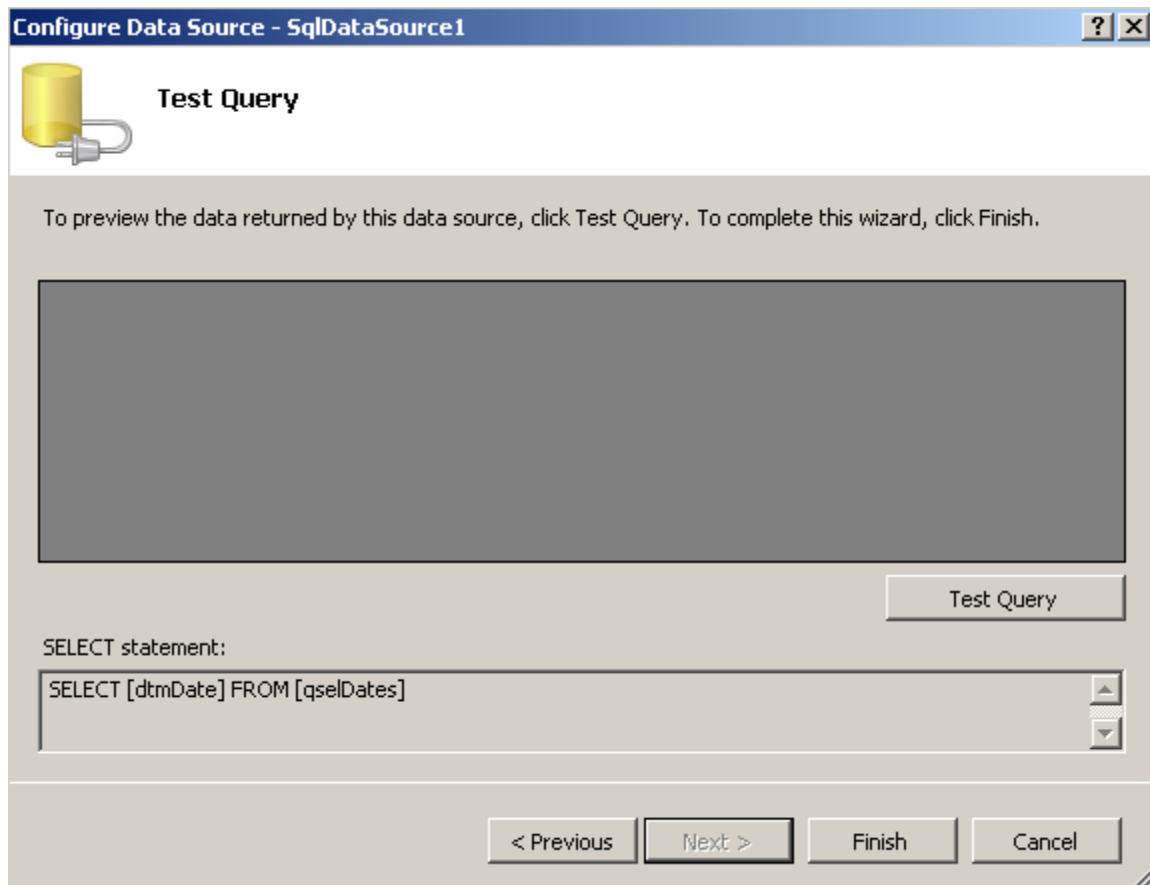 Configure Data Source - SqlDataSource1
Test Query
To preview the data returned by this data source, click Test Query. To complete this wizard, click Finish.
Test Query
SELECT statement:
SELECT [dtmDate] FROM [qselDates]
< Previous Next > Finish Cancel